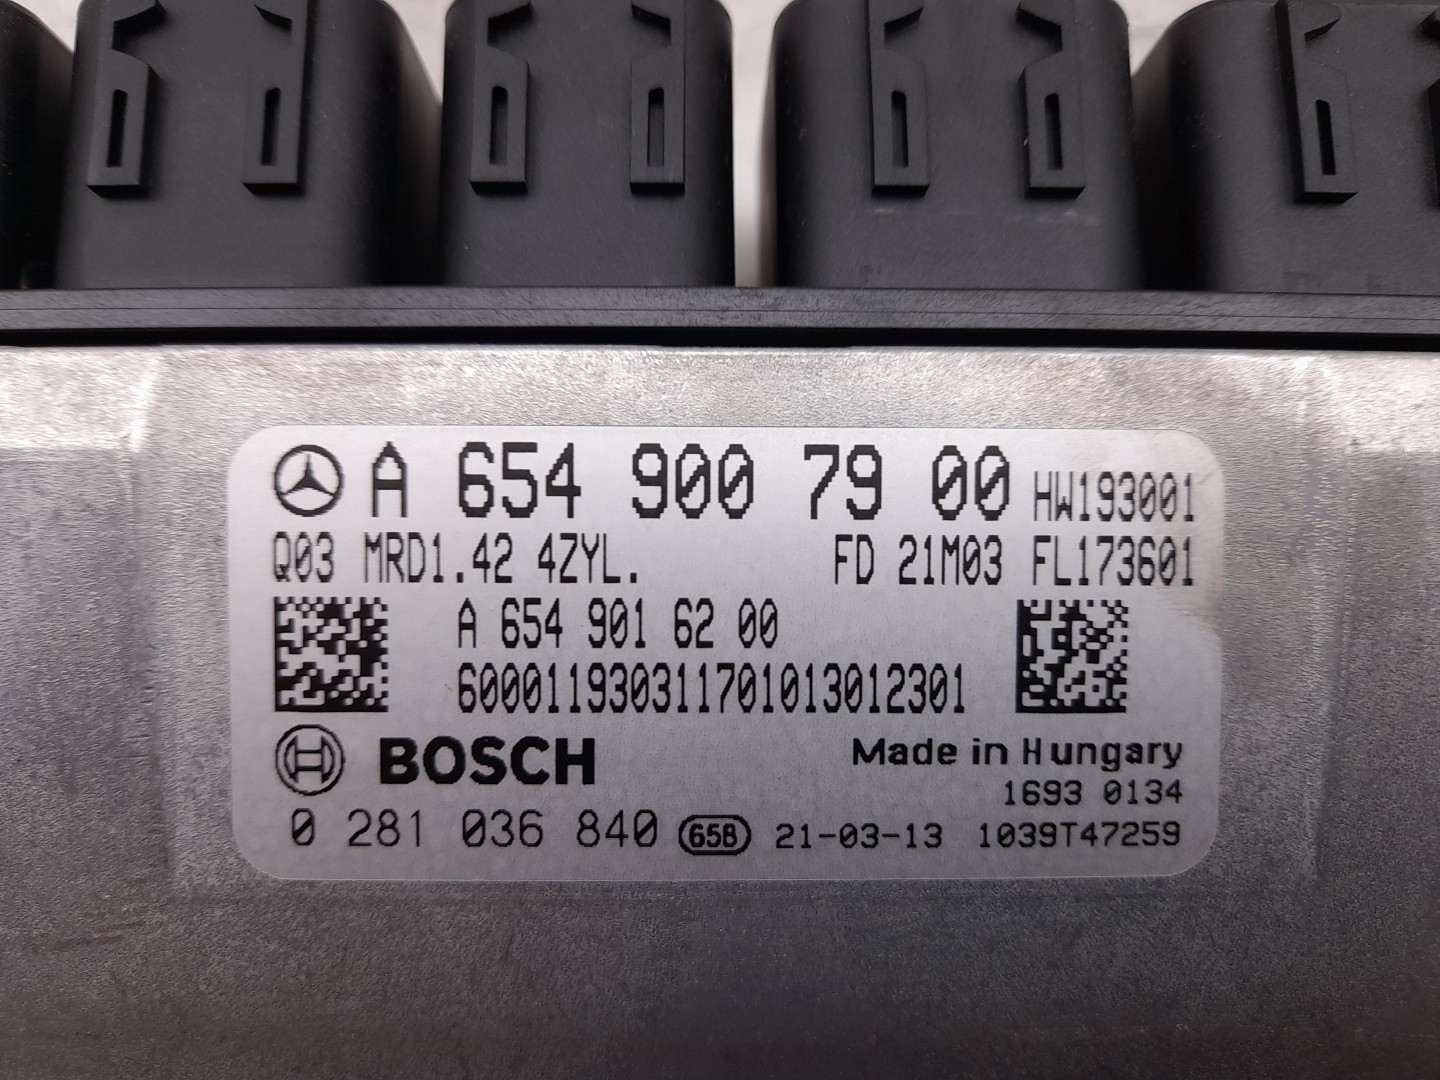 A 654 900 79 00 HW193001
Q03 MRD1.42 4ZYL. FD 21M03 FL173601
A 654 901 62 00
600011930311701013012301
BOSCH Made in Hungary
1693 0134
0 281 036 840 65B 21-03-13 1039T47259